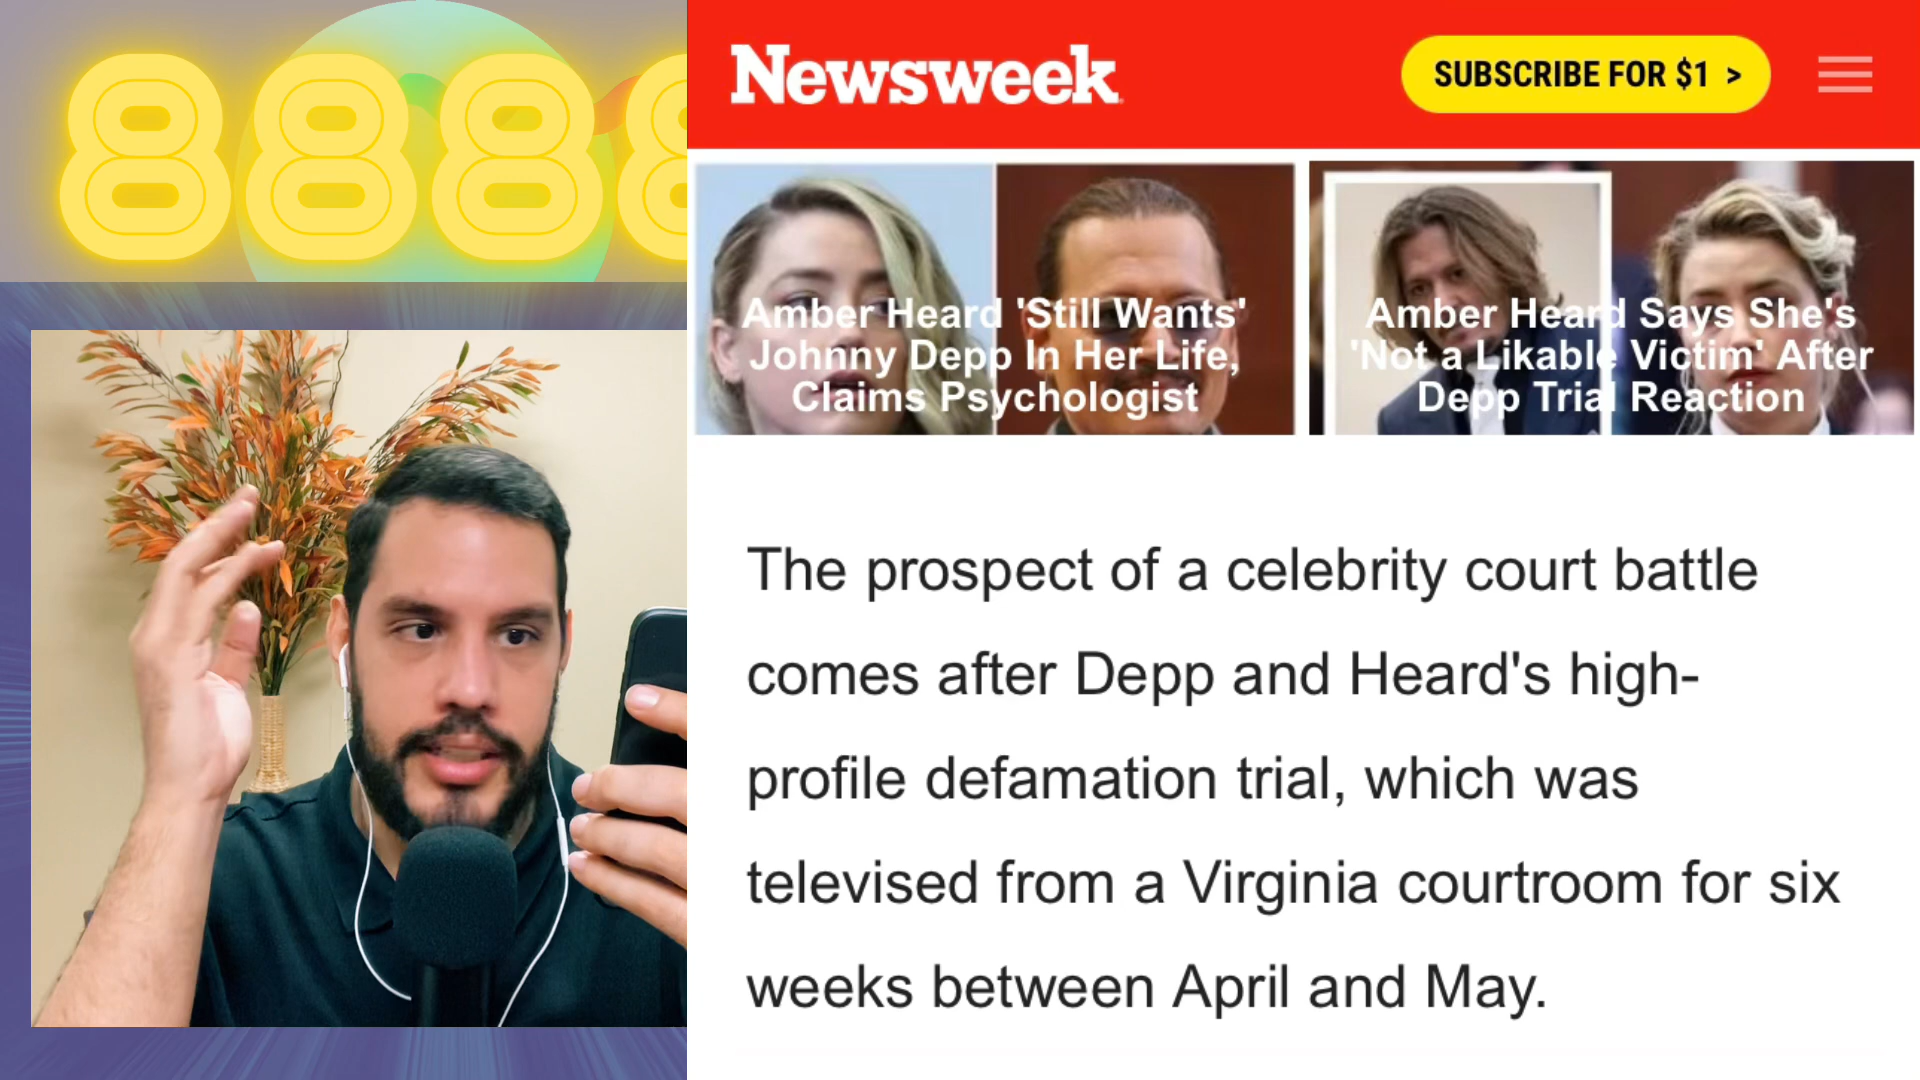 8888
Newsweek
SUBSCRIBE FOR $1 >
Amber Heard 'Still Wants'
Johnny Depp In Her Life,
Claims Psychologist
Amber Heard Says She's
'Not a Likable Victim' After
Depp Trial Reaction
The prospect of a celebrity court battle
comes after Depp and Heard's high-
profile defamation trial, which was
televised from a Virginia courtroom for six
weeks between April and May.